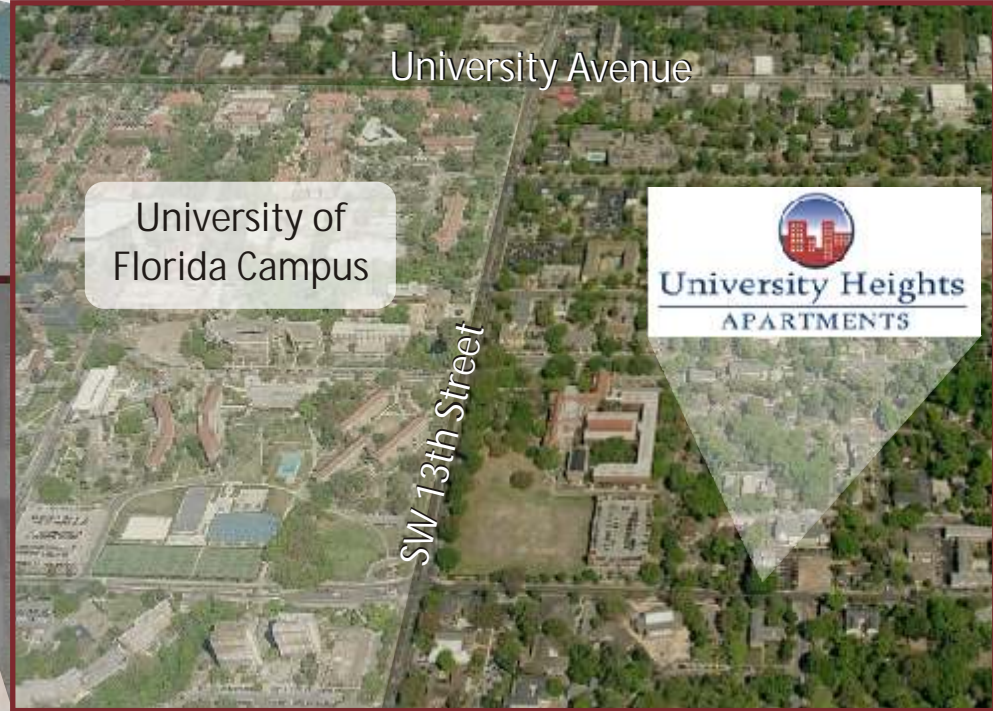 University Avenue
University of
Florida Campus
University Heights
APARTMENTS
SW 13th Street